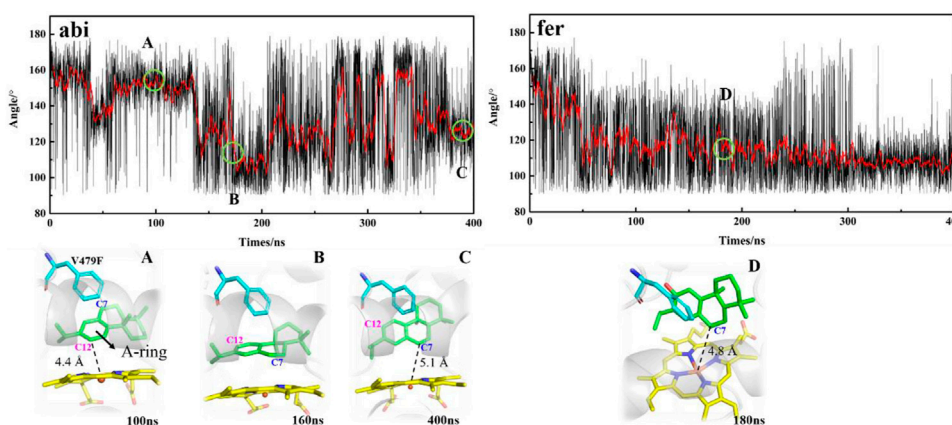 abi
A
B
C
Angle/°
180
160
140
120
100
80
0
100
200
300
400
Times/ns
fer
D
Angle/°
180
160
140
120
100
80
0
100
200
300
400
Times/ns
A
V479F
C7
C12
A-ring
4.4 Å
100ns
B
C12
C7
160ns
C
C12
C7
5.1 Å
400ns
D
C7
4.8 Å
180ns